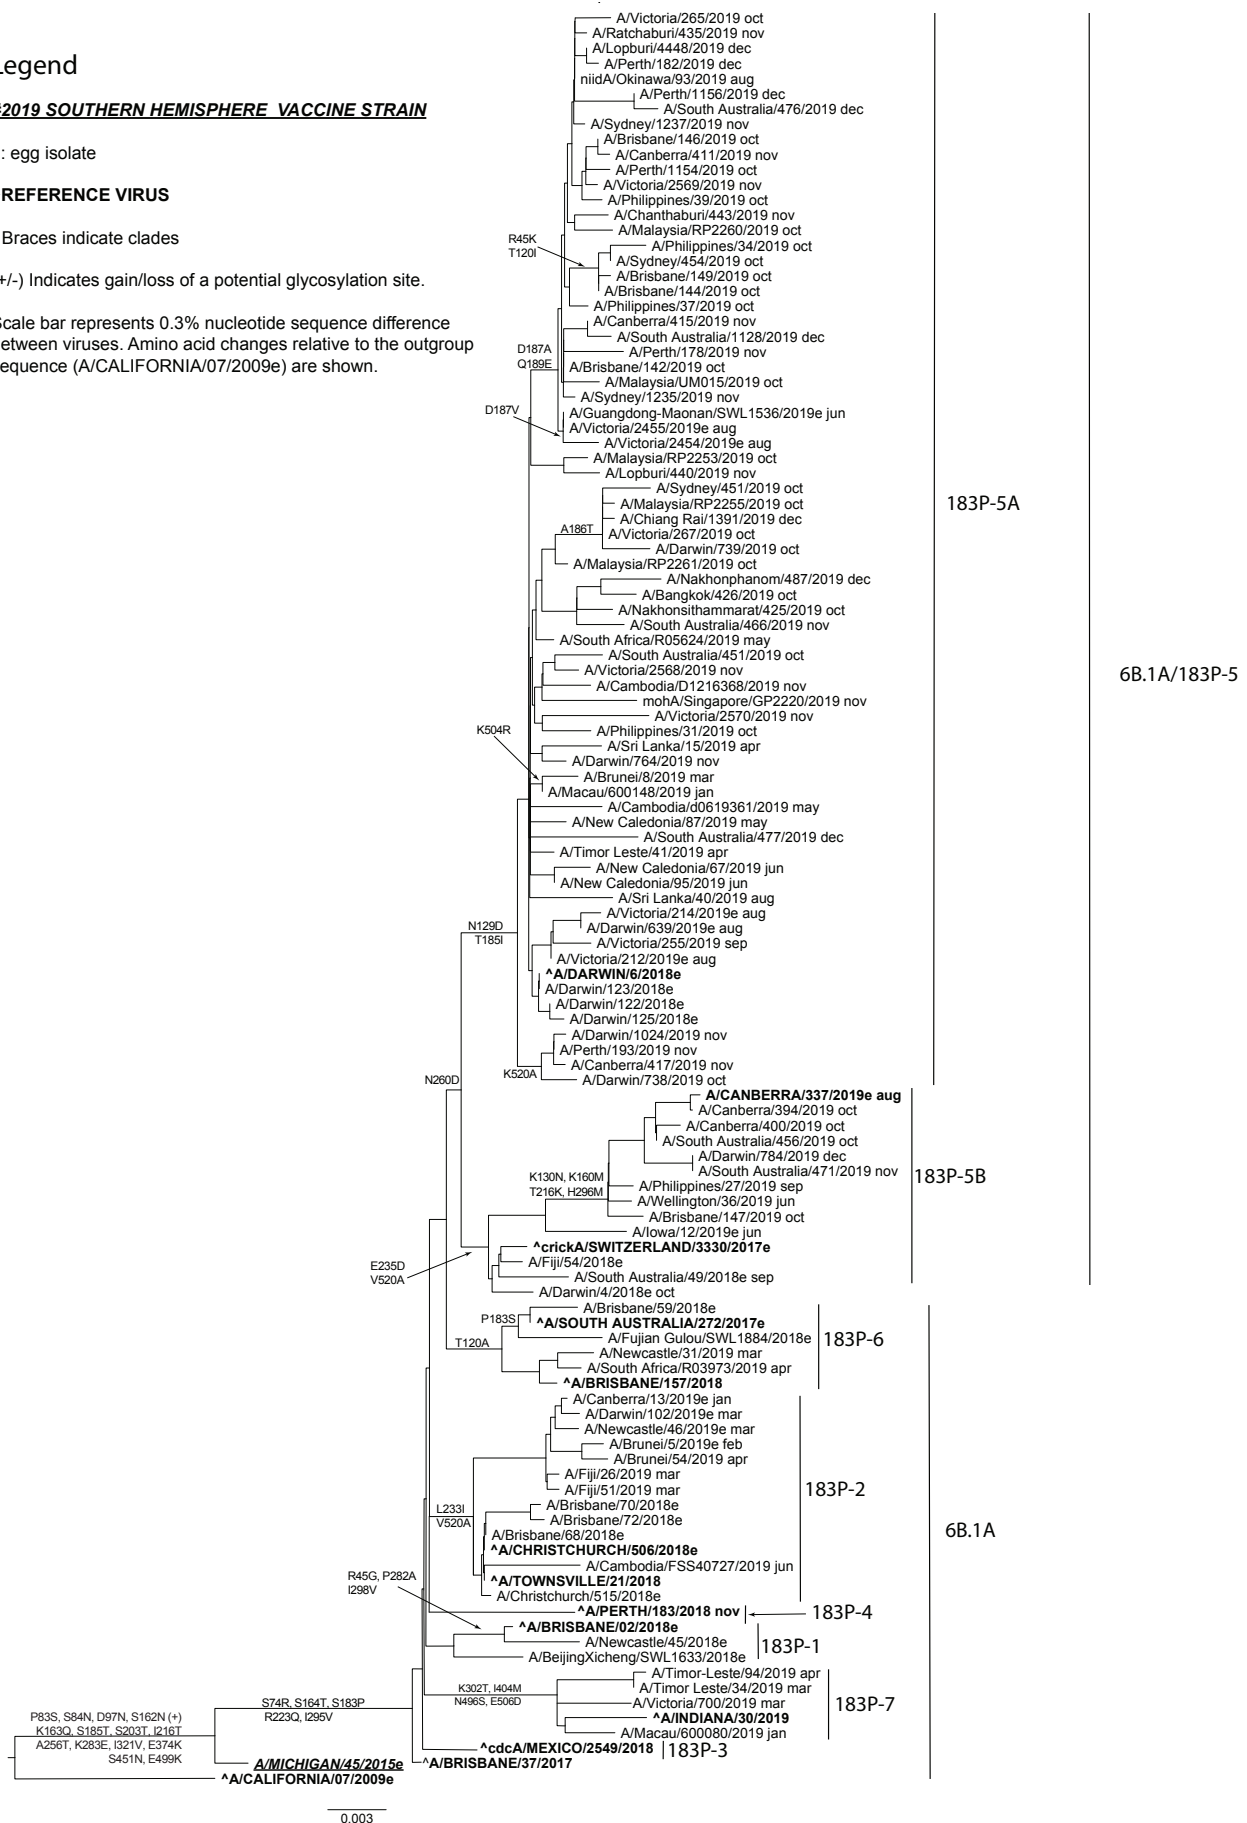 Legend
2019 SOUTHERN HEMISPHERE VACCINE STRAIN
: egg isolate
REFERENCE VIRUS
Braces indicate clades
+/-) Indicates gain/loss of a potential glycosylation site.
Scale bar represents 0.3% nucleotide sequence difference
between viruses. Amino acid changes relative to the outgroup
sequence (A/CALIFORNIA/07/2009e) are shown.
A/Victoria/265/2019 oct
A/Ratchaburi/435/2019 nov
A/Lopburi/4448/2019 dec
A/Perth/182/2019 dec
niidA/Okinawa/93/2019 aug
A/Perth/1156/2019 dec
A/South Australia/476/2019 dec
A/Sydney/1237/2019 nov
A/Brisbane/146/2019 oct
A/Canberra/411/2019 nov
A/Perth/1154/2019 oct
A/Victoria/2569/2019 nov
A/Philippines/39/2019 oct
A/Chanthaburi/443/2019 nov
A/Malaysia/RP2260/2019 oct
R45K
T120I
A/Philippines/34/2019 oct
A/Sydney/454/2019 oct
A/Brisbane/149/2019 oct
A/Brisbane/144/2019 oct
A/Philippines/37/2019 oct
A/Canberra/415/2019 nov
A/South Australia/1128/2019 dec
D187A
Q189E
A/Perth/178/2019 nov
A/Brisbane/142/2019 oct
A/Malaysia/UM015/2019 oct
A/Sydney/1235/2019 nov
D187V
A/Guangdong-Maonan/SWL1536/2019e jun
A/Victoria/2455/2019e aug
A/Victoria/2454/2019e aug
A/Malaysia/RP2253/2019 oct
A/Lopburi/440/2019 nov
A/Sydney/451/2019 oct
A/Malaysia/RP2255/2019 oct
183P-5A
A/Chiang Rai/1391/2019 dec
A186T
A/Victoria/267/2019 oct
A/Darwin/739/2019 oct
A/Malaysia/RP2261/2019 oct
A/Nakhonphanom/487/2019 dec
A/Bangkok/426/2019 oct
A/Nakhonsithammarat/425/2019 oct
A/South Australia/466/2019 nov
A/South Africa/R05624/2019 may
A/South Australia/451/2019 oct
A/Victoria/2568/2019 nov
6B.1A/183P-5
A/Cambodia/D1216368/2019 nov
mohA/Singapore/GP2220/2019 nov
A/Victoria/2570/2019 nov
K504R
A/Philippines/31/2019 oct
A/Sri Lanka/15/2019 apr
A/Darwin/764/2019 nov
A/Brunei/8/2019 mar
A/Macau/600148/2019 jan
A/Cambodia/d0619361/2019 may
A/New Caledonia/87/2019 may
A/South Australia/477/2019 dec
A/Timor Leste/41/2019 apr
A/New Caledonia/67/2019 jun
A/New Caledonia/95/2019 jun
A/Sri Lanka/40/2019 aug
A/Victoria/214/2019e aug
N129D
T185I
A/Darwin/639/2019e aug
A/Victoria/255/2019 sep
A/Victoria/212/2019e aug
^A/DARWIN/6/2018e
A/Darwin/123/2018e
A/Darwin/122/2018e
A/Darwin/125/2018e
A/Darwin/1024/2019 nov
A/Perth/193/2019 nov
A/Canberra/417/2019 nov
K520A
A/Darwin/738/2019 oct
N260D
A/CANBERRA/337/2019e aug
A/Canberra/394/2019 oct
A/Canberra/400/2019 oct
A/South Australia/456/2019 oct
A/Darwin/784/2019 dec
A/South Australia/471/2019 nov
183P-5B
K130N, K160M
T216K, H296M
A/Philippines/27/2019 sep
A/Wellington/36/2019 jun
A/Brisbane/147/2019 oct
A/Iowa/12/2019e jun
^crickA/SWITZERLAND/3330/2017e
A/Fiji/54/2018e
E235D
V520A
A/South Australia/49/2018e sep
A/Darwin/4/2018e oct
A/Brisbane/59/2018e
P183S
^A/SOUTH AUSTRALIA/272/2017e
A/Fujian Gulou/SWL1884/2018e
183P-6
T120A
A/Newcastle/31/2019 mar
A/South Africa/R03973/2019 apr
^A/BRISBANE/157/2018
A/Canberra/13/2019e jan
A/Darwin/102/2019e mar
A/Newcastle/46/2019e mar
A/Brunei/5/2019e feb
A/Brunei/54/2019 apr
A/Fiji/26/2019 mar
A/Fiji/51/2019 mar
183P-2
L233I
V520A
A/Brisbane/70/2018e
A/Brisbane/72/2018e
A/Brisbane/68/2018e
6B.1A
^A/CHRISTCHURCH/506/2018e
A/Cambodia/FSS40727/2019 jun
R45G, P282A
I298V
^A/TOWNSVILLE/21/2018
A/Christchurch/515/2018e
^A/PERTH/183/2018 nov
183P-4
^A/BRISBANE/02/2018e
A/Newcastle/45/2018e
183P-1
A/BeijingXicheng/SWL1633/2018e
A/Timor-Leste/94/2019 apr
K302T, I404M
N496S, E506D
A/Timor Leste/34/2019 mar
A/Victoria/700/2019 mar
183P-7
S74R, S164T, S183P
R223Q, I295V
^A/INDIANA/30/2019
P83S, S84N, D97N, S162N (+)
K163Q, S185T, S203T, I216T
A256T, K283E, I321V, E374K
S451N, E499K
A/Macau/600080/2019 jan
^cdcA/MEXICO/2549/2018
183P-3
A/MICHIGAN/45/2015e
^A/BRISBANE/37/2017
^A/CALIFORNIA/07/2009e
0.003